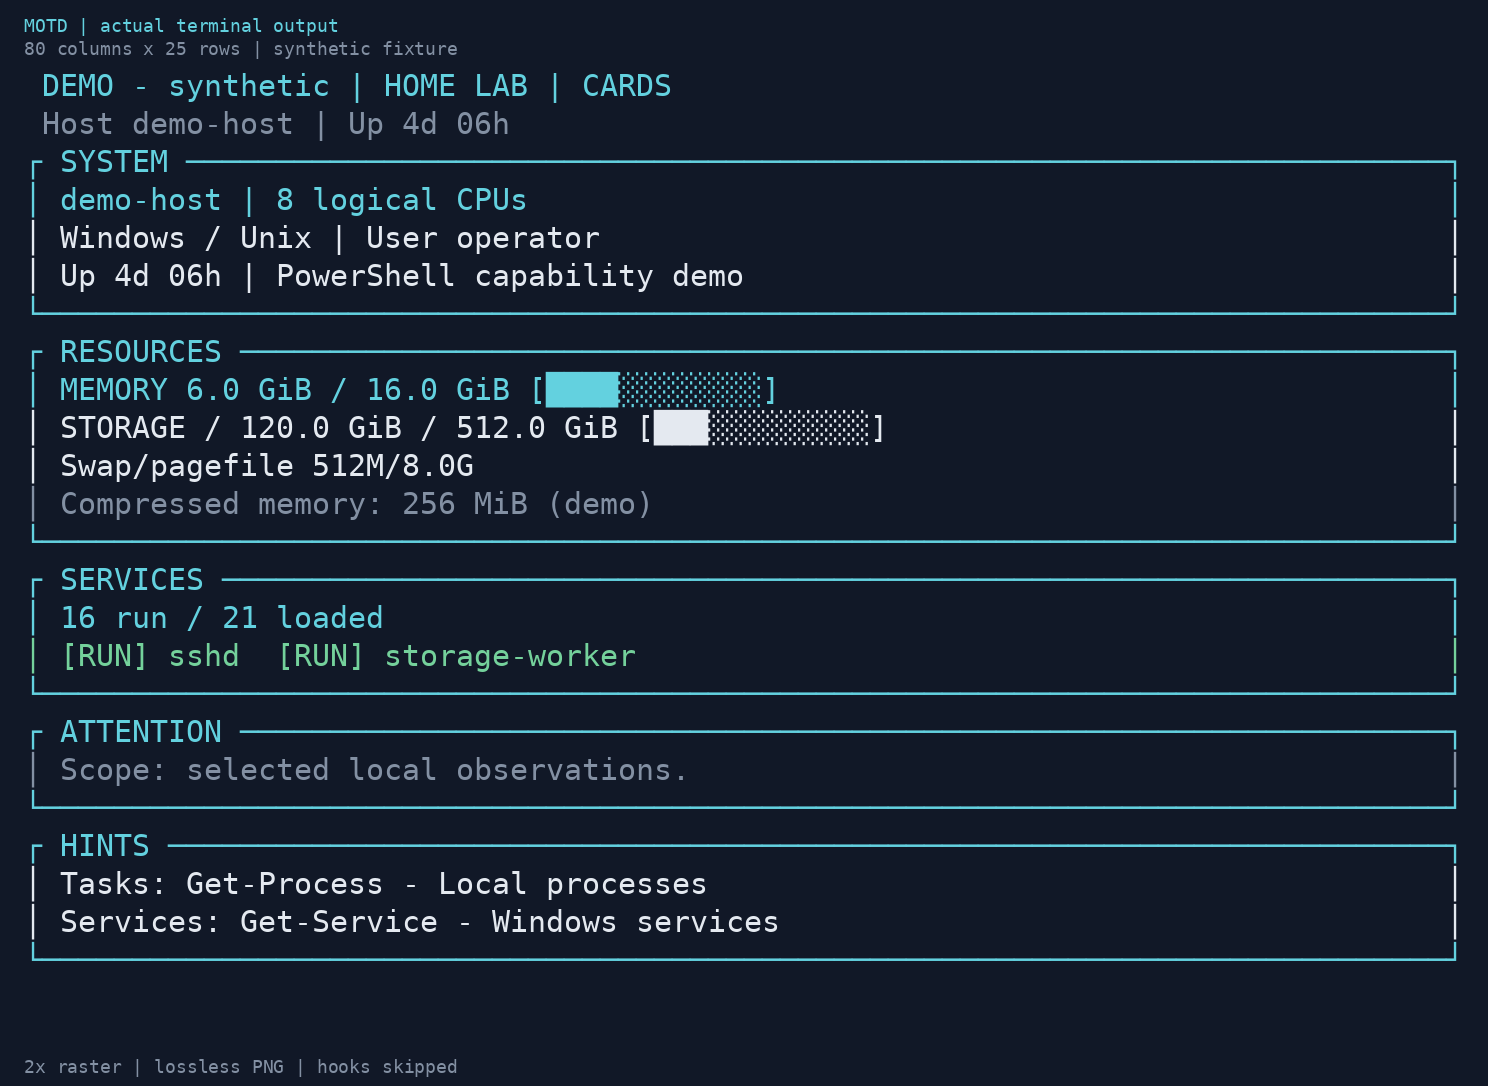 MOTD | actual terminal output
80 columns x 25 rows | synthetic fixture
DEMO - synthetic | HOME LAB | CARDS
Host demo-host | Up 4d 06h
SYSTEM
demo-host | 8 logical CPUs
Windows / Unix | User operator
Up 4d 06h | PowerShell capability demo
RESOURCES
MEMORY 6.0 GiB / 16.0 GiB [████░░░░░░░░]
STORAGE / 120.0 GiB / 512.0 GiB [███░░░░░░░░░]
Swap/pagefile 512M/8.0G
Compressed memory: 256 MiB (demo)
SERVICES
16 run / 21 loaded
[RUN] sshd  [RUN] storage-worker
ATTENTION
Scope: selected local observations.
HINTS
Tasks: Get-Process - Local processes
Services: Get-Service - Windows services
2x raster | lossless PNG | hooks skipped